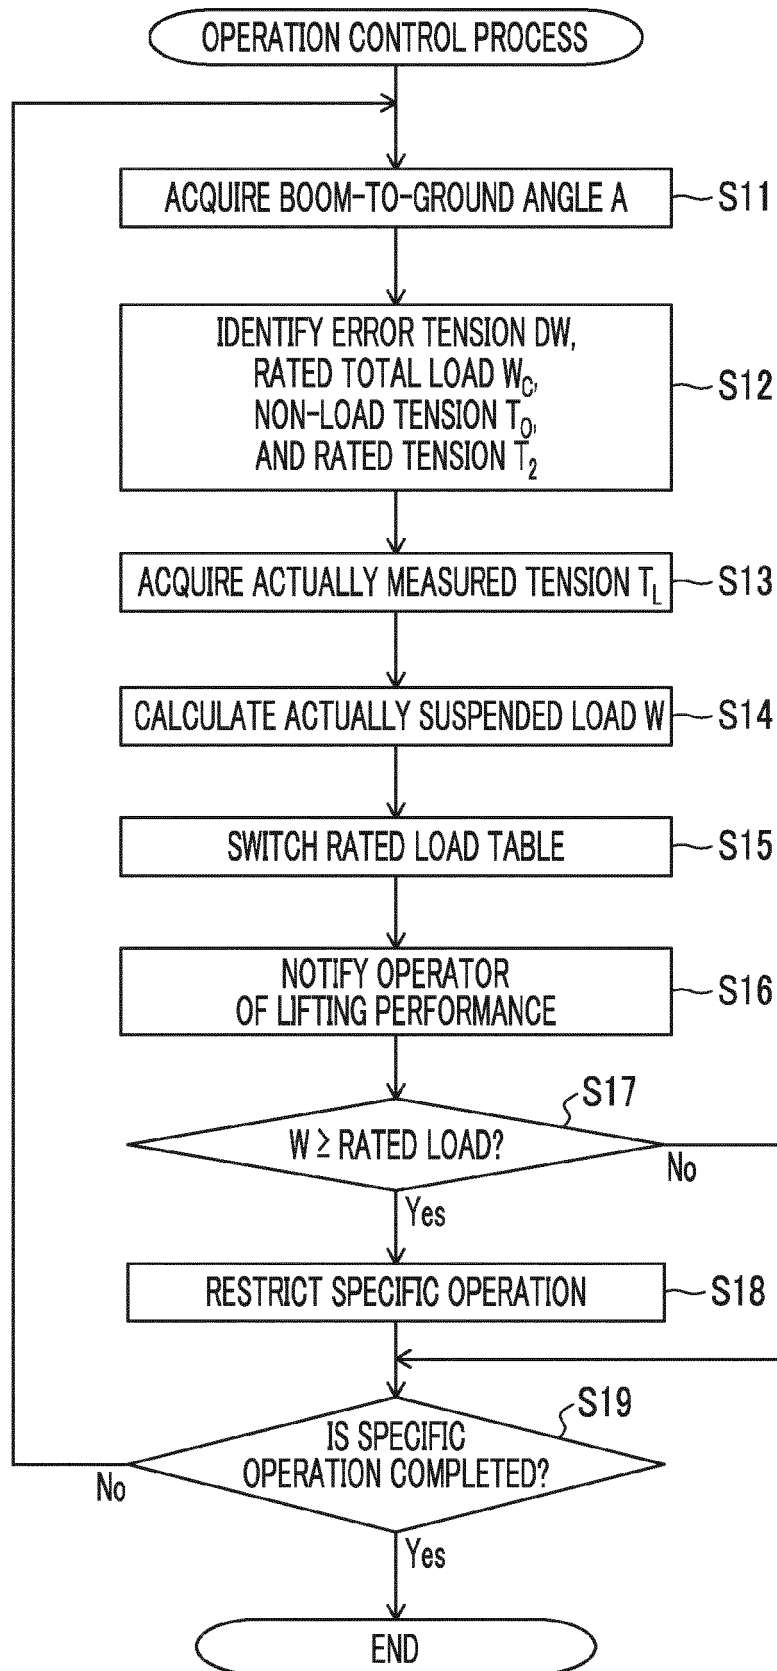 OPERATION CONTROL PROCESS
ACQUIRE BOOM-TO-GROUND ANGLE A
S11
IDENTIFY ERROR TENSION DW,
RATED TOTAL LOAD WC,
NON-LOAD TENSION TO,
AND RATED TENSION T2
S12
ACQUIRE ACTUALLY MEASURED TENSION TL
S13
CALCULATE ACTUALLY SUSPENDED LOAD W
S14
SWITCH RATED LOAD TABLE
S15
NOTIFY OPERATOR
OF LIFTING PERFORMANCE
S16
S17
W ≧ RATED LOAD?
No
Yes
RESTRICT SPECIFIC OPERATION
S18
S19
IS SPECIFIC
OPERATION COMPLETED?
No
Yes
END